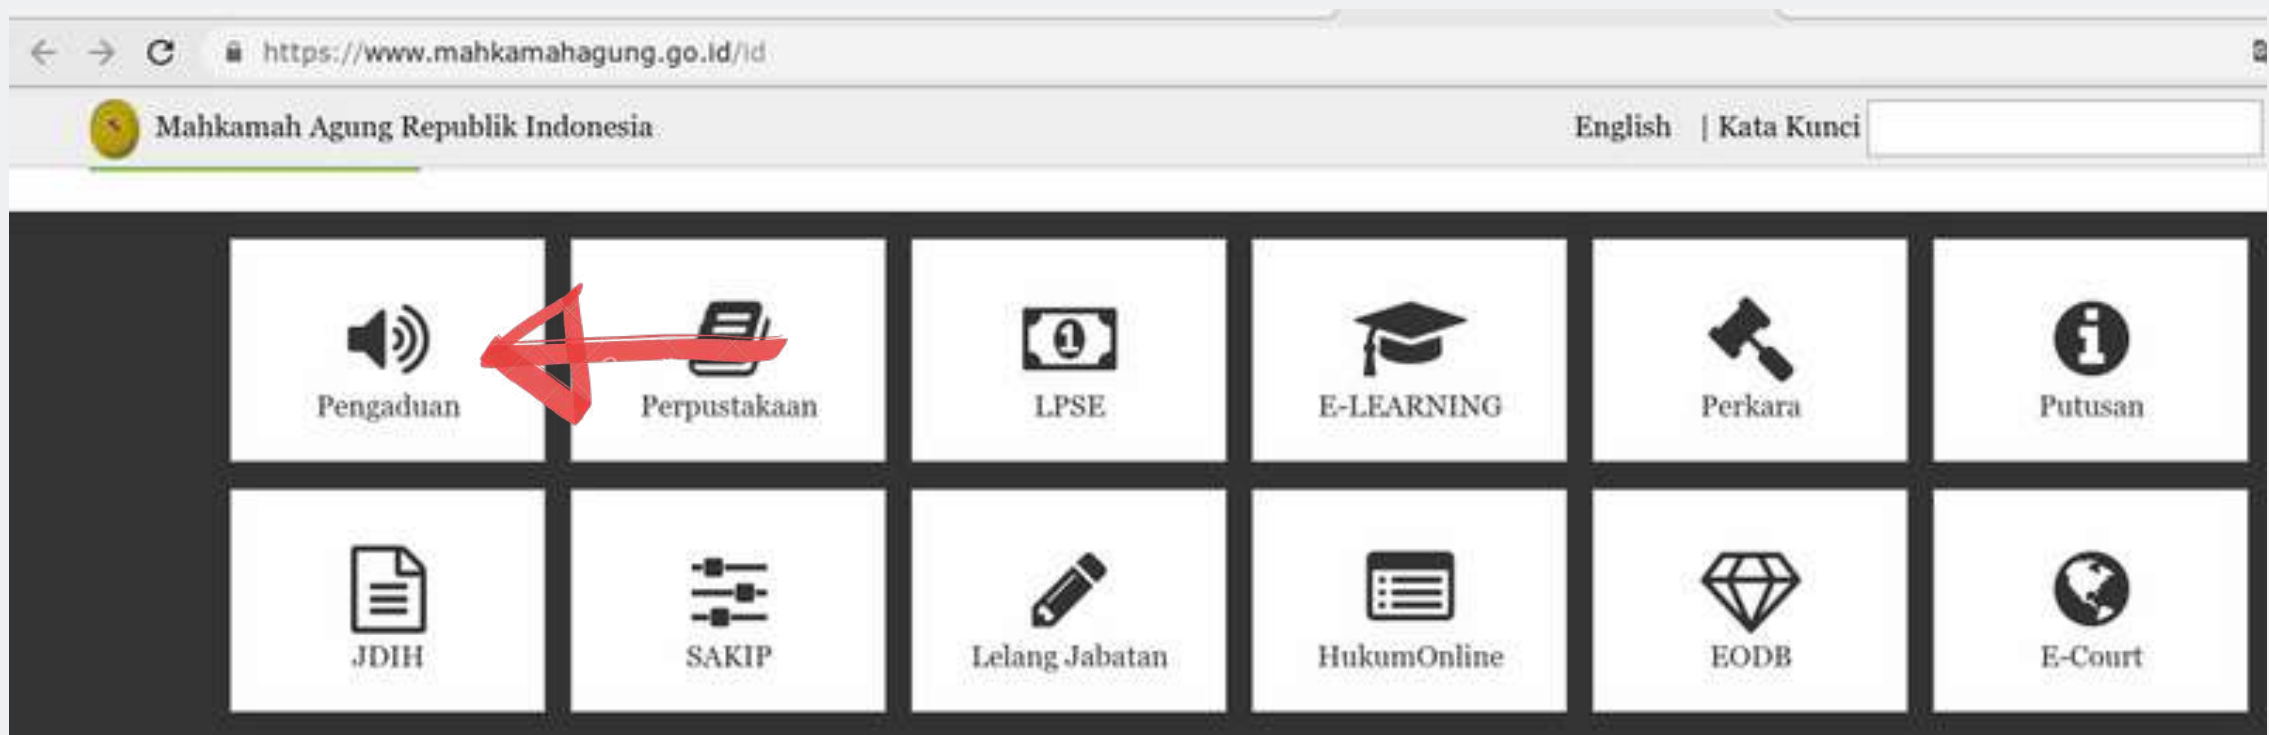 https://www.mahkamahagung.go.id/id
Mahkamah Agung Republik Indonesia
English | Kata Kunci
Pengaduan
Perpustakaan
LPSE
E-LEARNING
Perkara
Putusan
JDIH
SAKIP
Lelang Jabatan
HukumOnline
EODB
E-Court